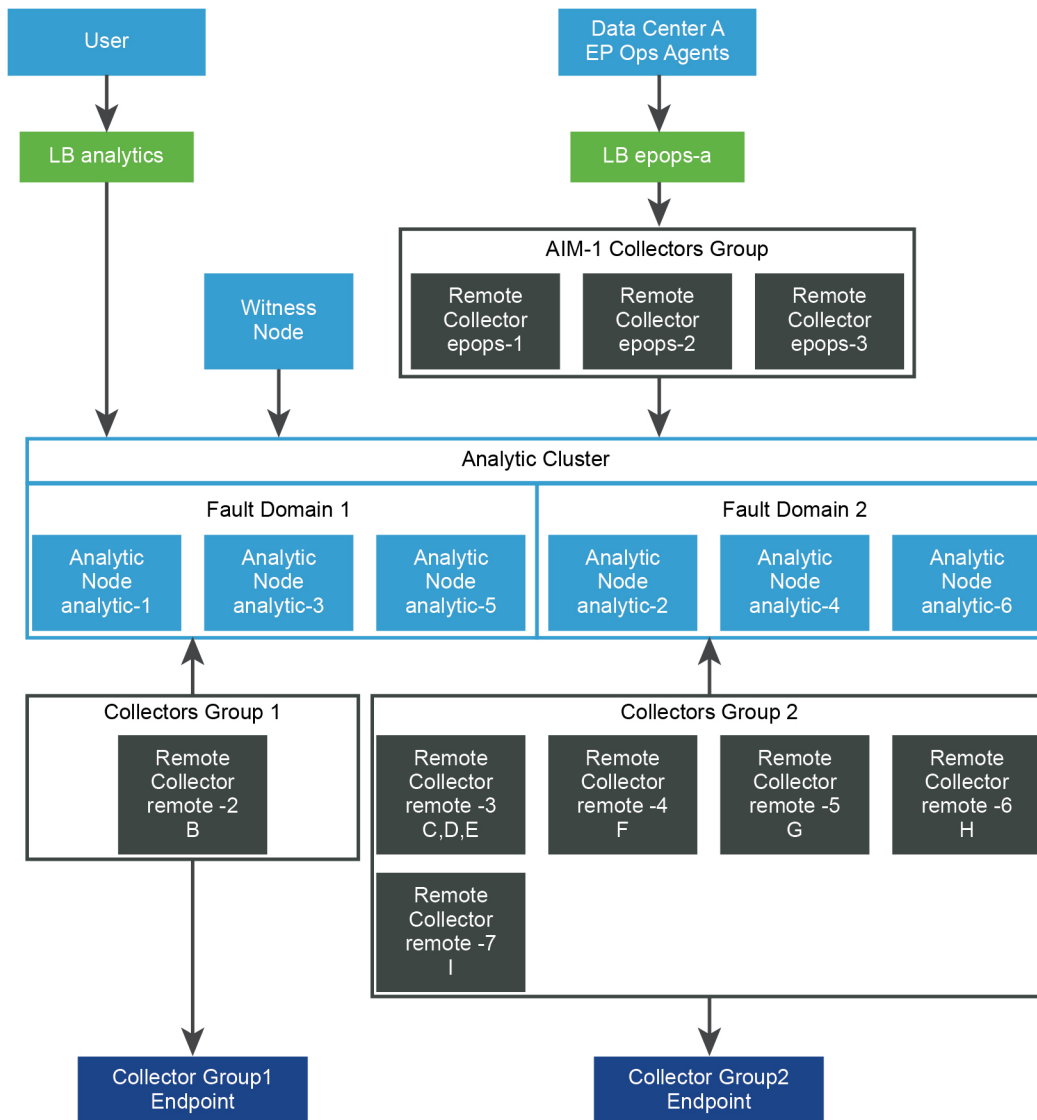 User
Data Center A
EP Ops Agents
LB analytics
LB epops-a
AIM-1 Collectors Group
Remote
Collector
epops-1
Remote
Collector
epops-2
Remote
Collector
epops-3
Witness
Node
Analytic Cluster
Fault Domain 1
Analytic
Node
analytic-1
Analytic
Node
analytic-3
Analytic
Node
analytic-5
Fault Domain 2
Analytic
Node
analytic-2
Analytic
Node
analytic-4
Analytic
Node
analytic-6
Collectors Group 1
Remote
Collector
remote -2
B
Collectors Group 2
Remote
Collector
remote -3
C,D,E
Remote
Collector
remote -4
F
Remote
Collector
remote -5
G
Remote
Collector
remote -6
H
Remote
Collector
remote -7
I
Collector Group1
Endpoint
Collector Group2
Endpoint